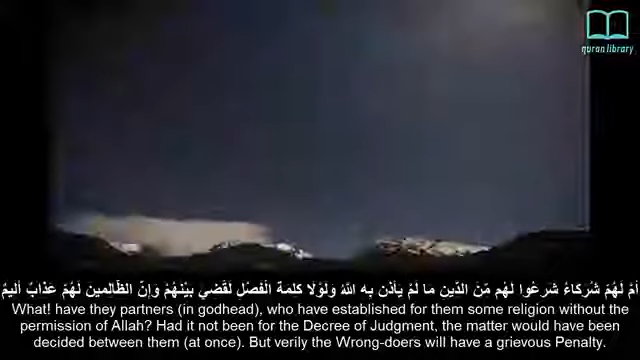 quran library
أَمْ لَهُمْ شُرَكَاءُ شَرَعُوا لَهُم مِّنَ الدِّينِ مَا لَمْ يَأْذَن بِهِ اللَّهُ وَلَوْلَا كَلِمَةُ الْفَصْلِ لَقُضِيَ بَيْنَهُمْ وَإِنَّ الظَّالِمِينَ لَهُمْ عَذَابٌ أَلِيمٌ
What! have they partners (in godhead), who have established for them some religion without the
permission of Allah? Had it not been for the Decree of Judgment, the matter would have been
decided between them (at once). But verily the Wrong-doers will have a grievous Penalty.